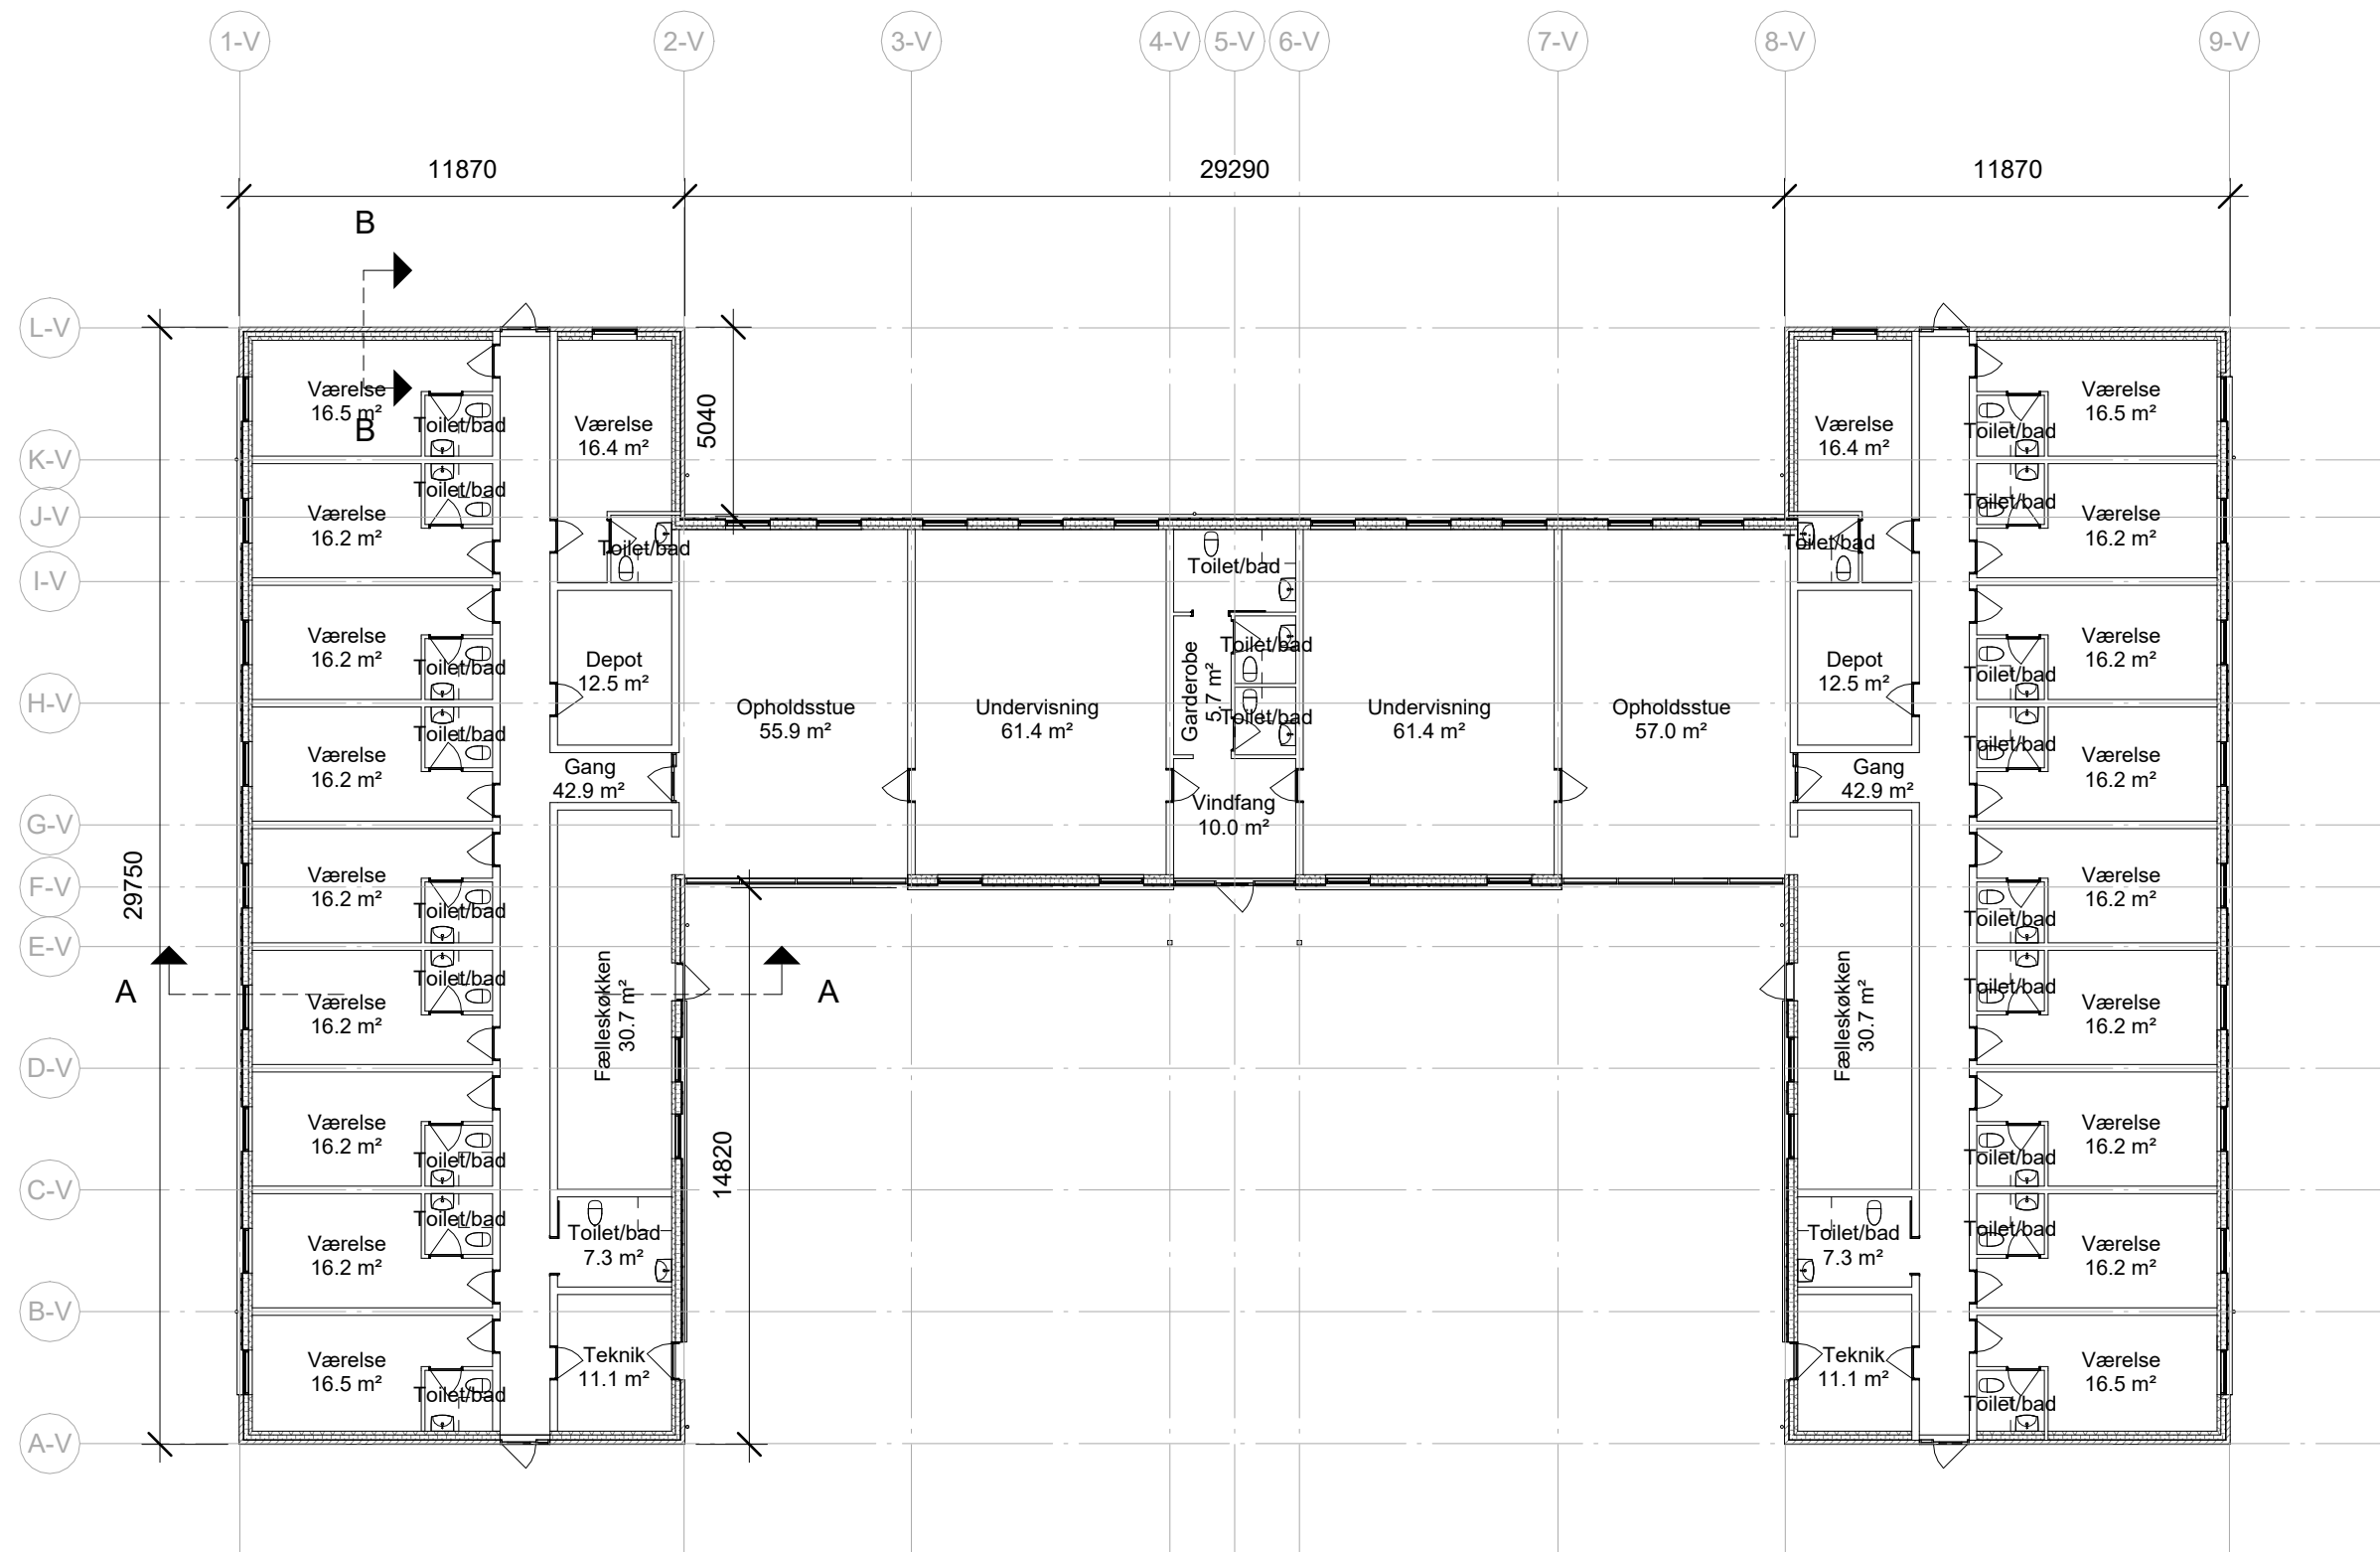 1-V
2-V
3-V
4-V
5-V
6-V
7-V
8-V
9-V
11870
29290
11870
B
L-V
Værelse
16.5 m²
B
Toilet/bad
Værelse
16.4 m²
5040
Værelse
16.4 m²
Toilet/bad
Værelse
16.5 m²
K-V
Toilet/bad
Værelse
16.2 m²
Toilet/bad
Værelse
16.2 m²
J-V
Toilet/bad
Toilet/bad
Toilet/bad
I-V
Værelse
16.2 m²
Toilet/bad
Depot
12.5 m²
Garderobe
5.7 m²
Toilet/bad
Depot
12.5 m²
Toilet/bad
Værelse
16.2 m²
H-V
Opholdsstue
55.9 m²
Undervisning
61.4 m²
Toilet/bad
Undervisning
61.4 m²
Opholdsstue
57.0 m²
Værelse
16.2 m²
Toilet/bad
Gang
42.9 m²
Vindfang
10.0 m²
Gang
42.9 m²
Toilet/bad
Værelse
16.2 m²
G-V
29750
Værelse
16.2 m²
Toilet/bad
Toilet/bad
Værelse
16.2 m²
F-V
E-V
A
Værelse
16.2 m²
Toilet/bad
Fælleskøkken
30.7 m²
A
Fælleskøkken
30.7 m²
Toilet/bad
Værelse
16.2 m²
D-V
Værelse
16.2 m²
Toilet/bad
14820
Toilet/bad
Værelse
16.2 m²
C-V
Værelse
16.2 m²
Toilet/bad
Toilet/bad
7.3 m²
Toilet/bad
7.3 m²
Toilet/bad
Værelse
16.2 m²
B-V
Værelse
16.5 m²
Toilet/bad
Teknik
11.1 m²
Teknik
11.1 m²
Toilet/bad
Værelse
16.5 m²
A-V